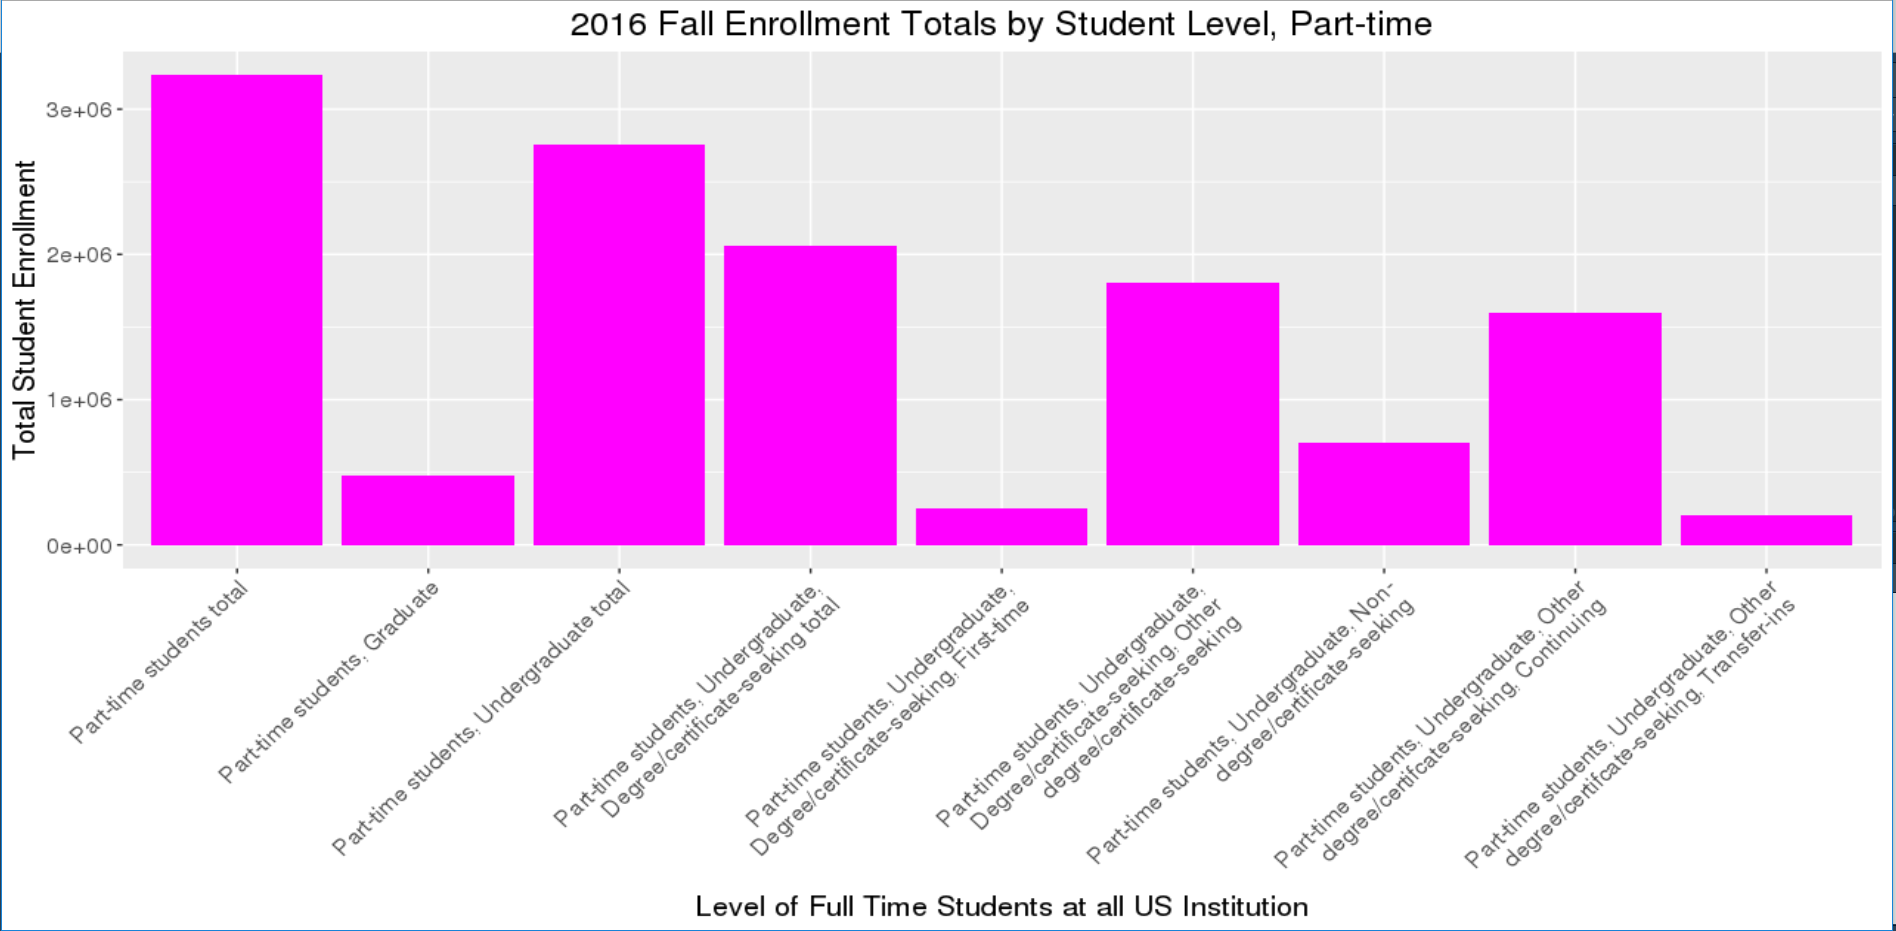 2016 Fall Enrollment Totals by Student Level, Part-time
Total Student Enrollment
3e+06
2e+06
1e+06
0e+00
Part-time students total
Part-time students, Graduate
Part-time students, Undergraduate total
Part-time students, Undergraduate,
Degree/certificate-seeking total
Part-time students, Undergraduate,
Degree/certificate-seeking, First-time
Part-time students, Undergraduate,
Degree/certificate-seeking, Other
degree/certificate-seeking
Part-time students, Undergraduate, Non-
degree/certificate-seeking
Part-time students, Undergraduate, Other
degree/certifcate-seeking, Continuing
Part-time students, Undergraduate, Other
degree/certifcate-seeking, Transfer-ins
Level of Full Time Students at all US Institution